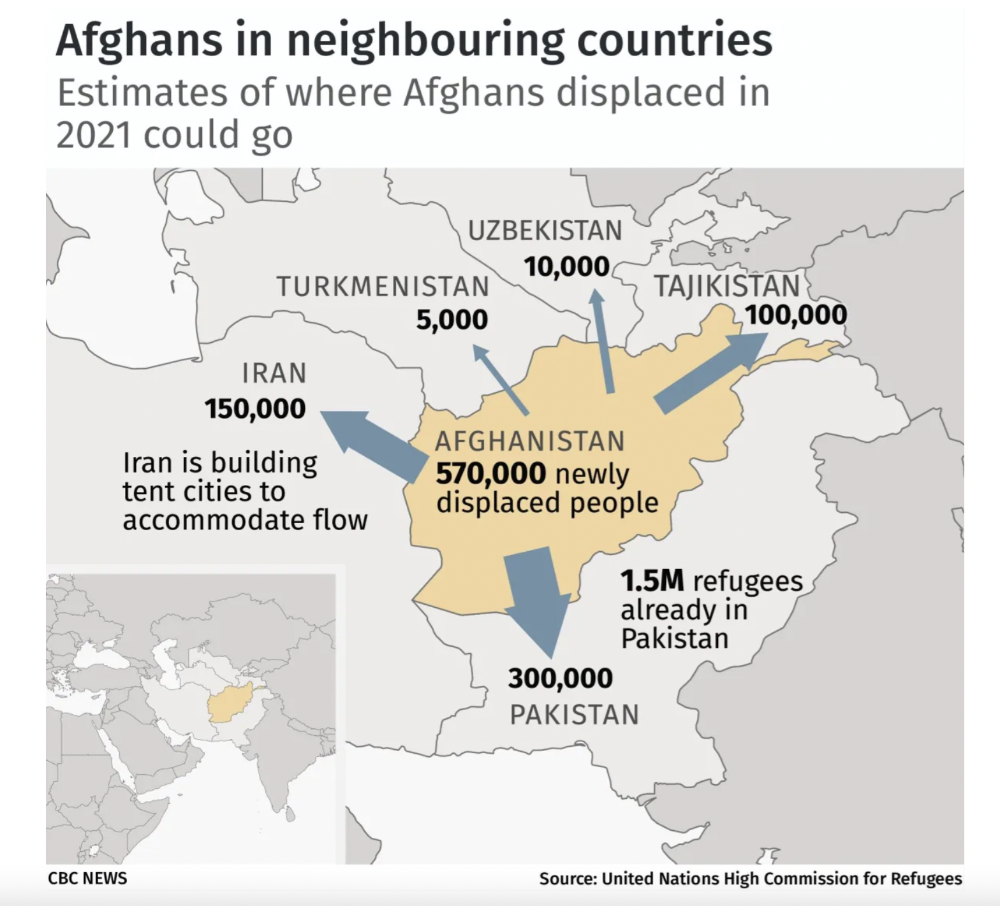 Afghans in neighbouring countries
Estimates of where Afghans displaced in
2021 could go
UZBEKISTAN
10,000
TURKMENISTAN
5,000
TAJIKISTAN
100,000
IRAN
150,000
Iran is building
tent cities to
accommodate flow
AFGHANISTAN
570,000 newly
displaced people
1.5M refugees
already in
Pakistan
300,000
PAKISTAN
CBC NEWS
Source: United Nations High Commission for Refugees